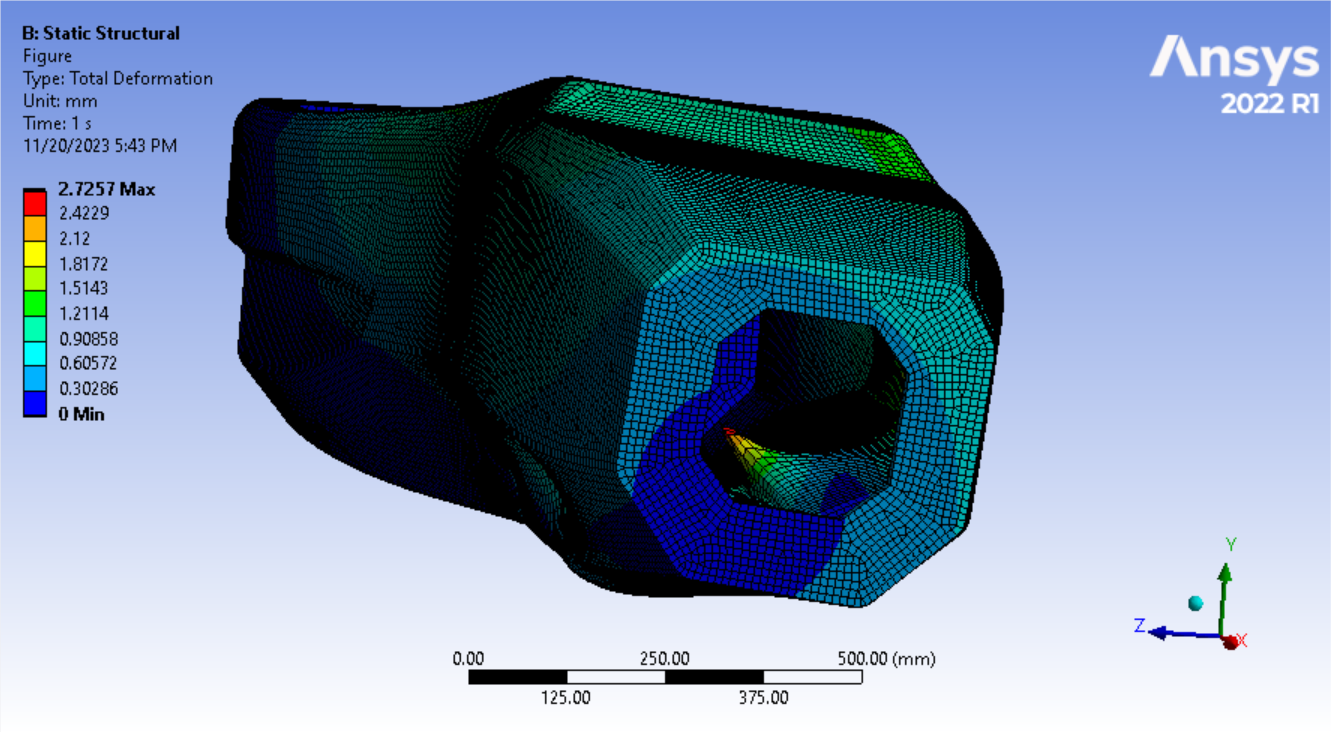 B: Static Structural
Figure
Type: Total Deformation
Unit: mm
Time: 1 s
11/20/2023 5:43 PM
2.7257 Max
2.4229
2.12
1.8172
1.5143
1.2114
0.90858
0.60572
0.30286
0 Min
Ansys
2022 R1
0.00 250.00 500.00 (mm)
125.00 375.00
Y
Z
X